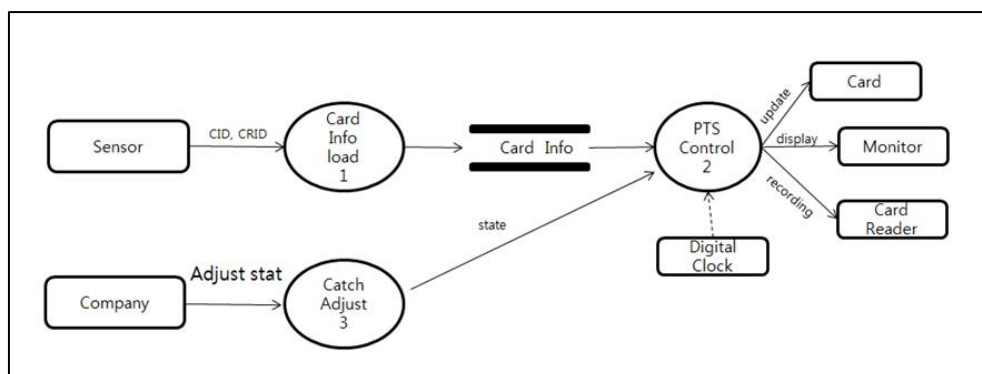 Sensor
CID, CRID
Card
Info
load
1
Card Info
PTS
Control
2
update
display
recording
Card
Monitor
Card
Reader
Digital
Clock
state
Company
Adjust stat
Catch
Adjust
3